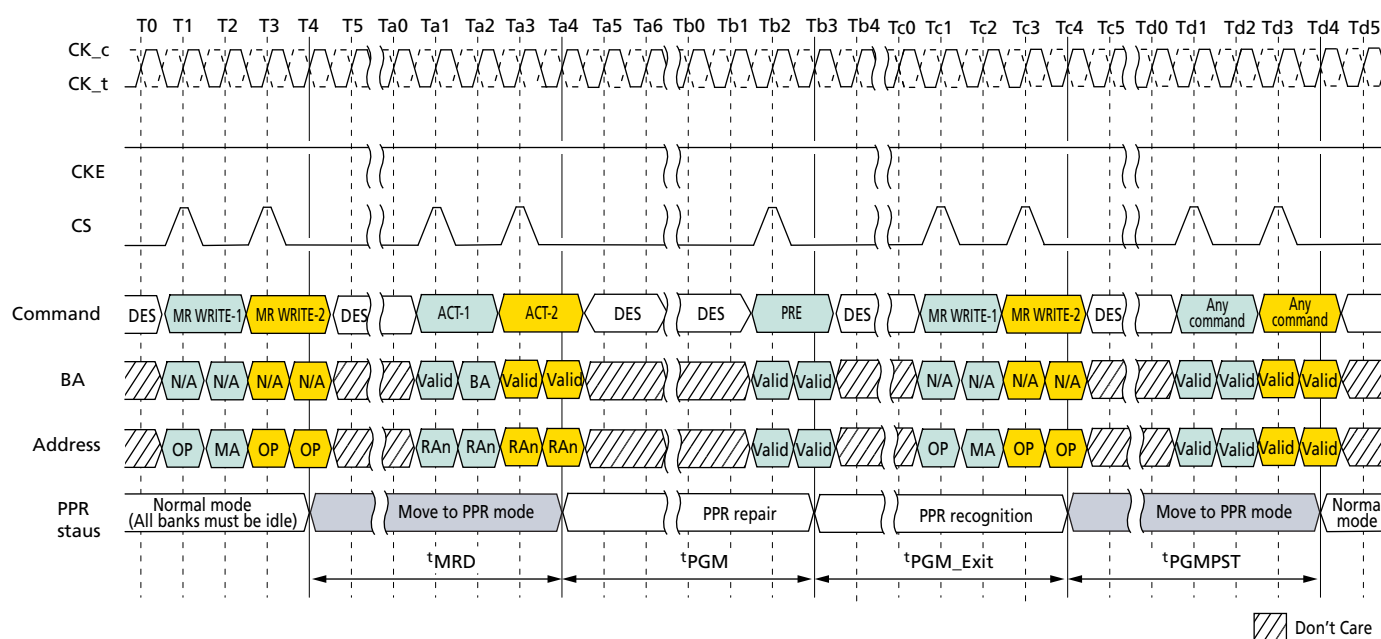 T0 T1 T2 T3 T4 T5 Ta0 Ta1 Ta2 Ta3 Ta4 Ta5 Ta6 Tb0 Tb1 Tb2 Tb3 Tb4 Tc0 Tc1 Tc2 Tc3 Tc4 Tc5 Td0 Td1 Td2 Td3 Td4 Td5
CK_c
CK_t
CKE
CS
Command DES MR WRITE-1 MR WRITE-2 DES ACT-1 ACT-2 DES DES PRE DES MR WRITE-1 MR WRITE-2 DES Any command Any command
BA N/A N/A N/A N/A Valid BA Valid Valid Valid Valid N/A N/A N/A N/A Valid Valid Valid Valid
Address OP MA OP OP RAn RAn RAn RAn Valid Valid OP MA OP OP Valid Valid Valid Valid
PPR staus Normal mode (All banks must be idle) Move to PPR mode PPR repair PPR recognition Move to PPR mode Normal mode
tMRD tPGM tPGM_Exit tPGMPST
Don't Care